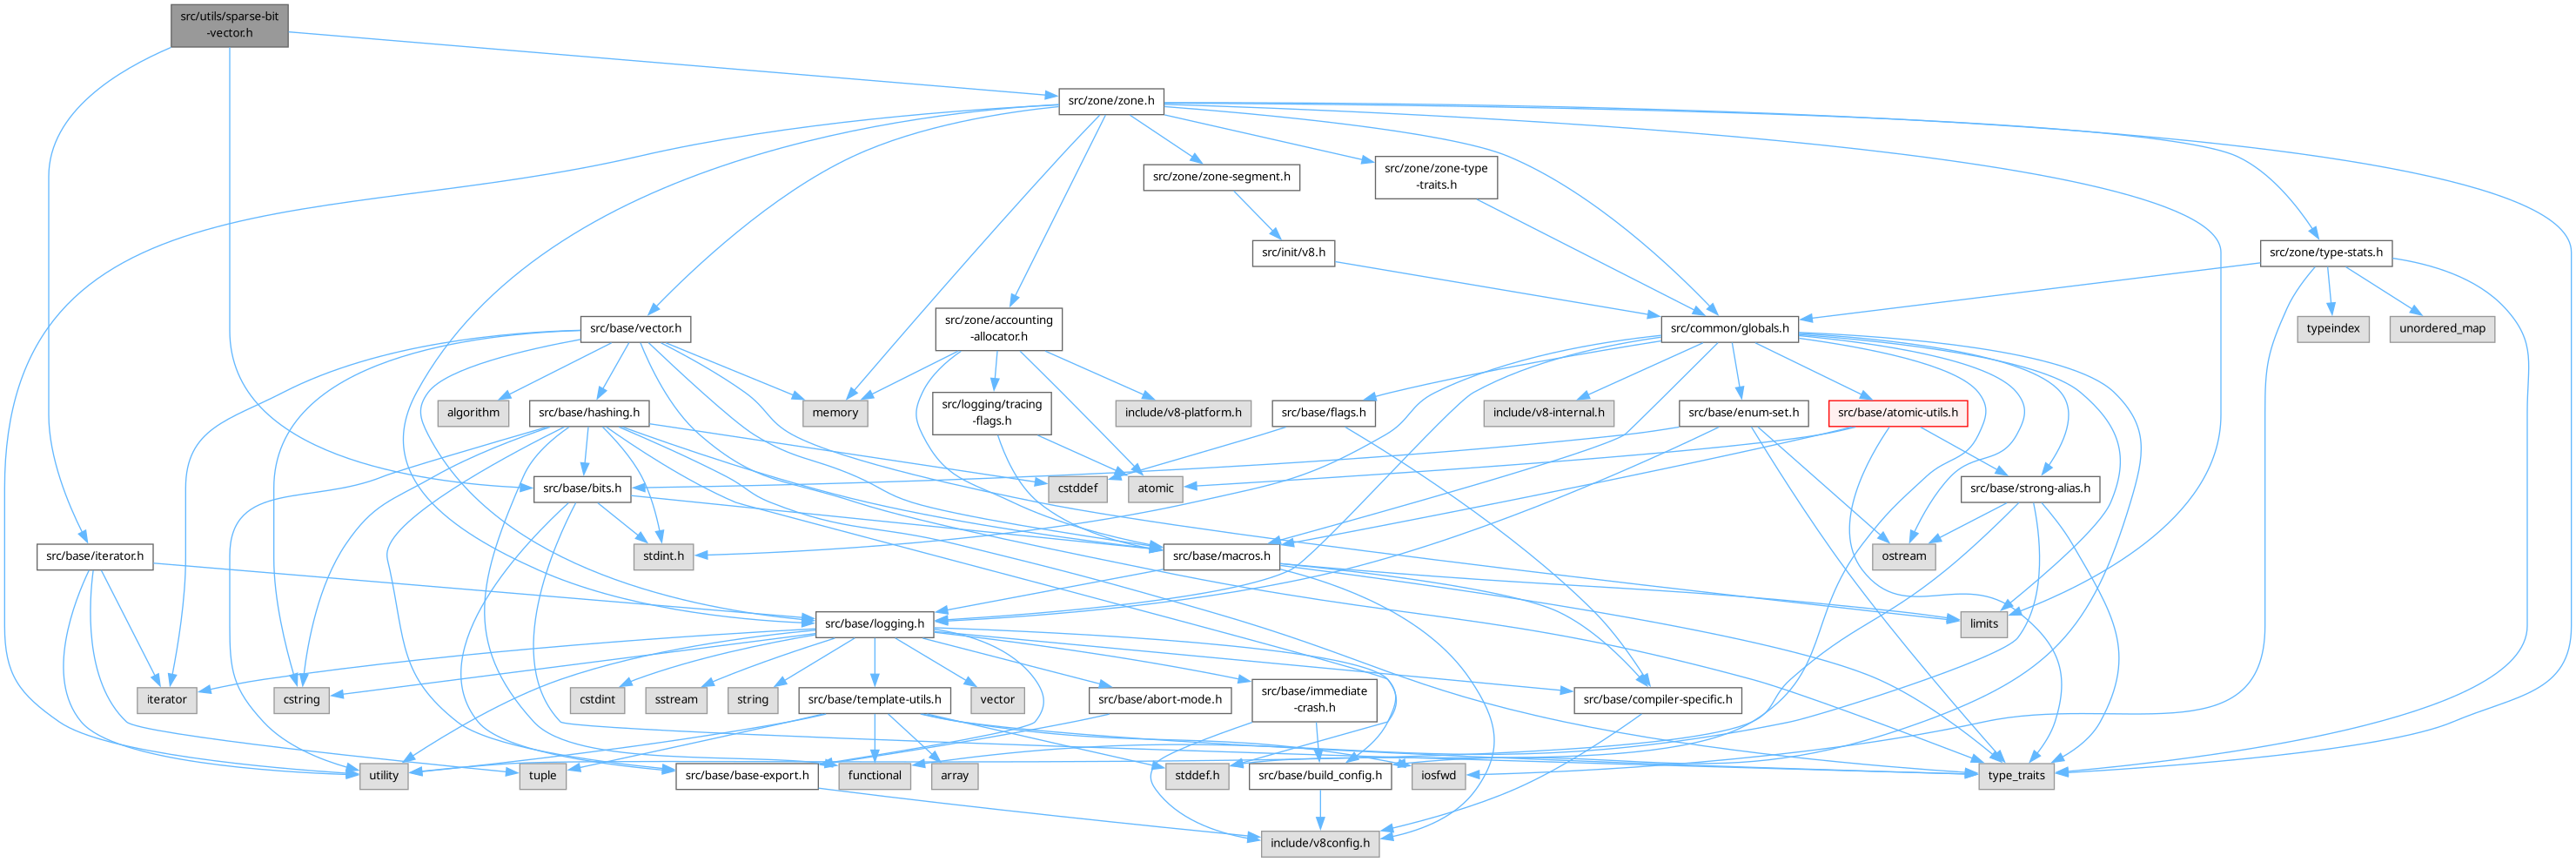 src/utils/sparse-bit
-vector.h
src/zone/zone.h
src/zone/zone-segment.h
src/zone/zone-type
-traits.h
src/init/v8.h
src/zone/type-stats.h
src/base/vector.h
src/zone/accounting
-allocator.h
src/common/globals.h
typeindex
unordered_map
algorithm
src/base/hashing.h
memory
src/logging/tracing
-flags.h
include/v8-platform.h
src/base/flags.h
include/v8-internal.h
src/base/enum-set.h
src/base/atomic-utils.h
src/base/bits.h
cstddef
atomic
src/base/strong-alias.h
src/base/iterator.h
stdint.h
src/base/macros.h
ostream
src/base/logging.h
limits
iterator
cstring
cstdint
sstream
string
src/base/template-utils.h
vector
src/base/abort-mode.h
src/base/immediate
-crash.h
src/base/compiler-specific.h
utility
tuple
src/base/base-export.h
functional
array
stddef.h
src/base/build_config.h
iosfwd
type_traits
include/v8config.h